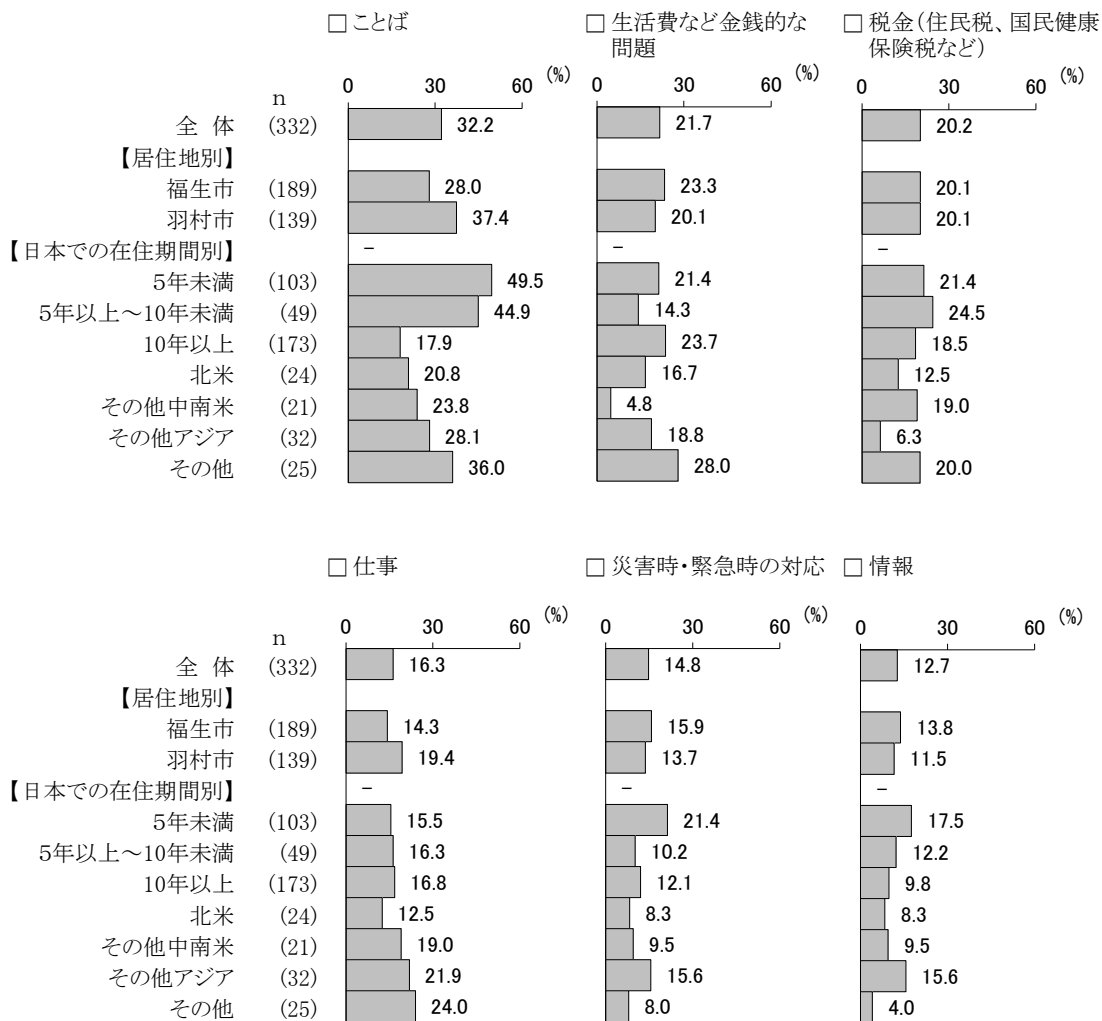 □ ことば □ 生活費など金銭的な問題 □ 税金（住民税、国民健康保険税など）
n 0 30 60 (%) 0 30 60 (%) 0 30 60 (%)
全 体 (332) 32.2 21.7 20.2
【居住地別】
福生市 (189) 28.0 23.3 20.1
羽村市 (139) 37.4 20.1 20.1
【日本での在住期間別】 － － －
5年未満 (103) 49.5 21.4 21.4
5年以上～10年未満 (49) 44.9 14.3 24.5
10年以上 (173) 17.9 23.7 18.5
北米 (24) 20.8 16.7 12.5
その他中南米 (21) 23.8 4.8 19.0
その他アジア (32) 28.1 18.8 6.3
その他 (25) 36.0 28.0 20.0
□ 仕事 □ 災害時・緊急時の対応 □ 情報
n 0 30 60 (%) 0 30 60 (%) 0 30 60 (%)
全 体 (332) 16.3 14.8 12.7
【居住地別】
福生市 (189) 14.3 15.9 13.8
羽村市 (139) 19.4 13.7 11.5
【日本での在住期間別】 － － －
5年未満 (103) 15.5 21.4 17.5
5年以上～10年未満 (49) 16.3 10.2 12.2
10年以上 (173) 16.8 12.1 9.8
北米 (24) 12.5 8.3 8.3
その他中南米 (21) 19.0 9.5 9.5
その他アジア (32) 21.9 15.6 15.6
その他 (25) 24.0 8.0 4.0